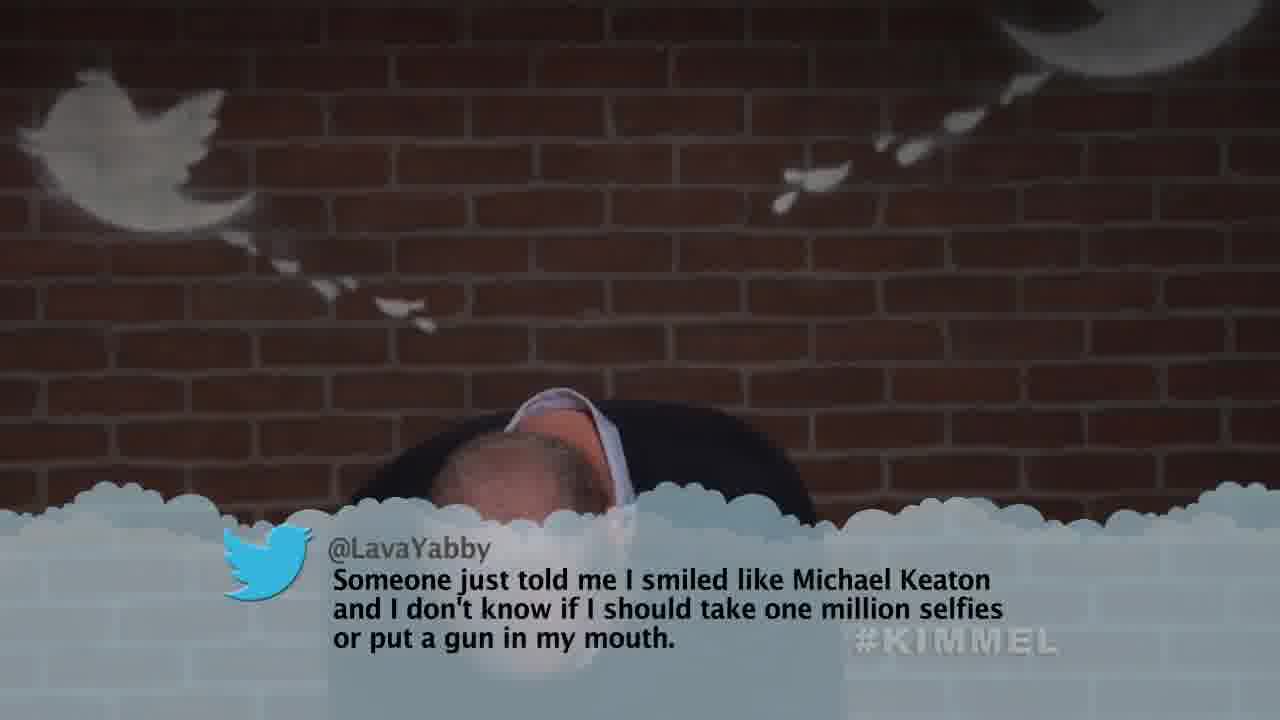 @LavaYabby
Someone just told me I smiled like Michael Keaton
and I don't know if I should take one million selfies
or put a gun in my mouth.
#KIMMEL